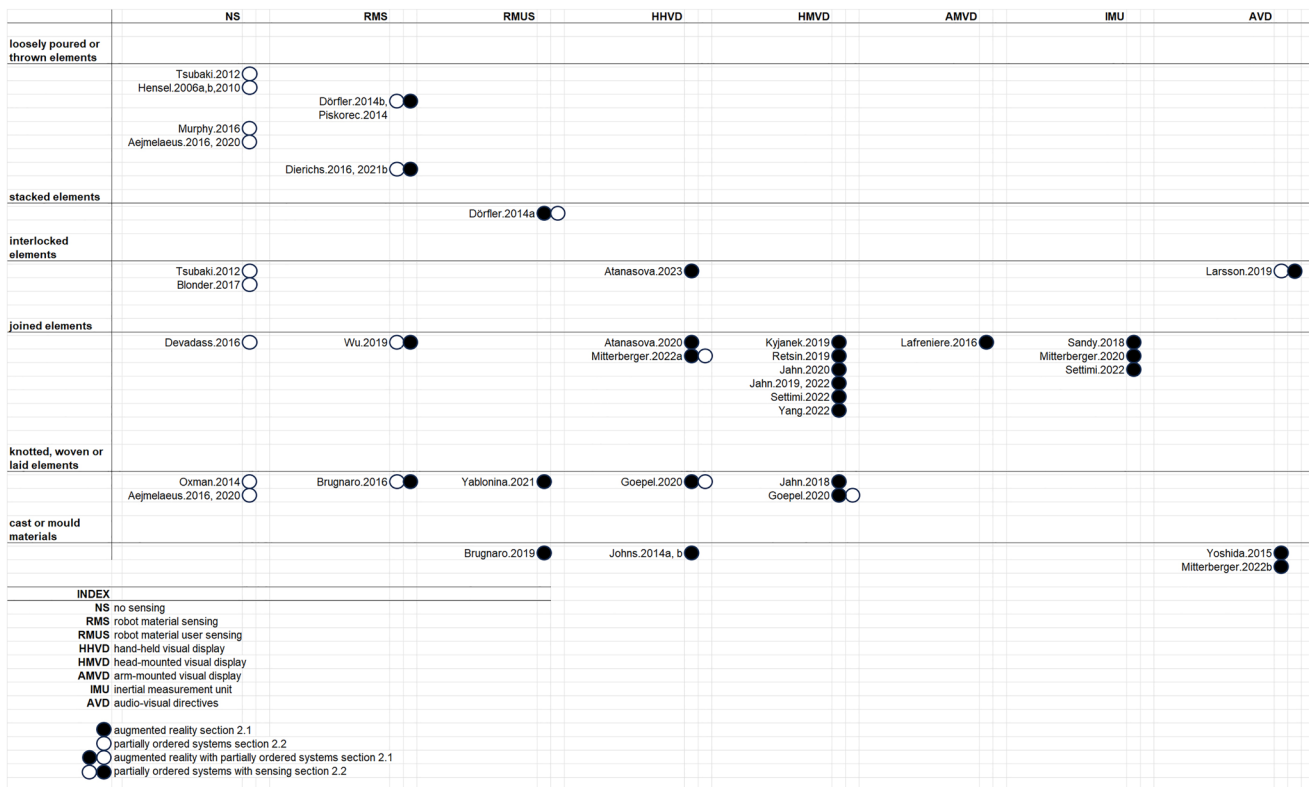 NS RMS RMUS HHVD HMVD AMVD IMU AVD
loosely poured or
thrown elements
Tsubaki.2012
Hensel.2006a,b,2010
Dörfler.2014b,
Piskorec.2014
Murphy.2016
Aejmelaeus.2016, 2020
Dierichs.2016, 2021b
stacked elements
Dörfler.2014a
interlocked
elements
Tsubaki.2012 Atanasova.2023 Larsson.2019
Blonder.2017
joined elements
Devadass.2016 Wu.2019 Atanasova.2020 Kyjanek.2019 Lafreniere.2016 Sandy.2018
Mitterberger.2022a Retsin.2019 Mitterberger.2020
Jahn.2020 Settimi.2022
Jahn.2019, 2022
Settimi.2022
Yang.2022
knotted, woven or
laid elements
Oxman.2014 Brugnaro.2016 Yablonina.2021 Goepel.2020 Jahn.2018
Aejmelaeus.2016, 2020 Goepel.2020
cast or mould
materials
Brugnaro.2019 Johns.2014a, b Yoshida.2015
Mitterberger.2022b
INDEX
NS no sensing
RMS robot material sensing
RMUS robot material user sensing
HHVD hand-held visual display
HMVD head-mounted visual display
AMVD arm-mounted visual display
IMU inertial measurement unit
AVD audio-visual directives
augmented reality section 2.1
partially ordered systems section 2.2
augmented reality with partially ordered systems section 2.1
partially ordered systems with sensing section 2.2